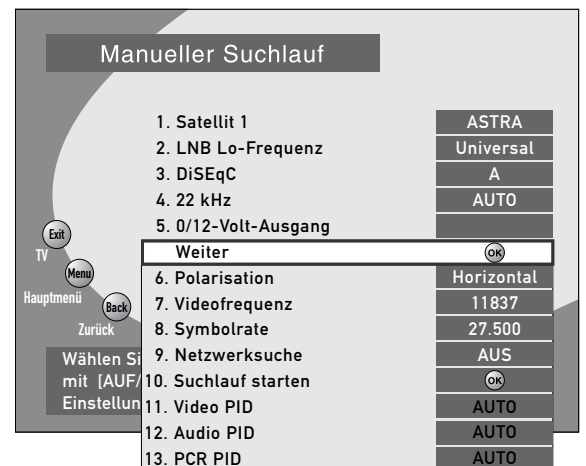 Manueller Suchlauf
1. Satellit 1 ASTRA
2. LNB Lo-Frequenz Universal
3. DiSEqC A
4. 22 kHz AUTO
5. 0/12-Volt-Ausgang
Weiter OK
6. Polarisation Horizontal
7. Videofrequenz 11837
8. Symbolrate 27.500
9. Netzwerksuche AUS
10. Suchlauf starten OK
11. Video PID AUTO
12. Audio PID AUTO
13. PCR PID AUTO
Exit
TV
Menu
Hauptmenü
Back
Zurück
Wählen Si
mit [AUF/
Einstellun